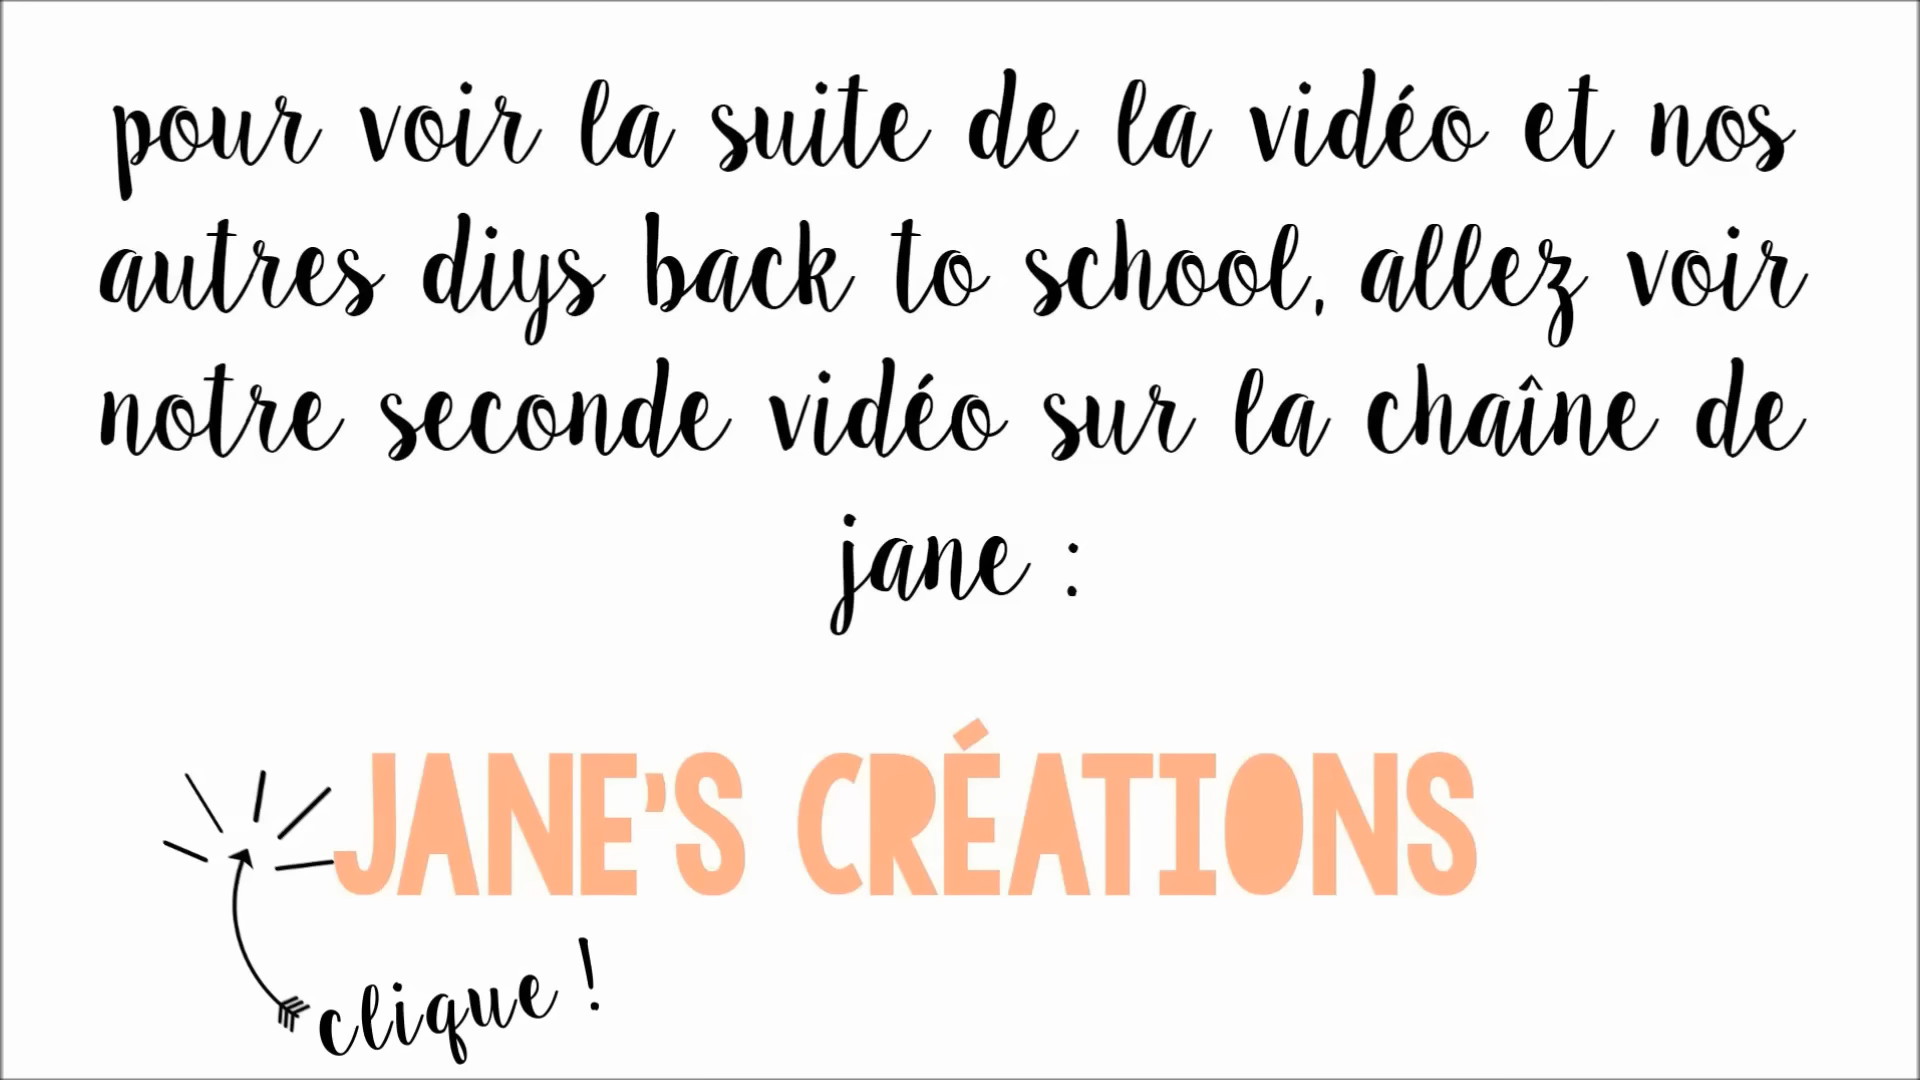 pour voir la suite de la vidéo et nos
autres diys back to school, allez voir
notre seconde vidéo sur la chaîne de
jane :
JANE'S CRÉATIONS
clique !